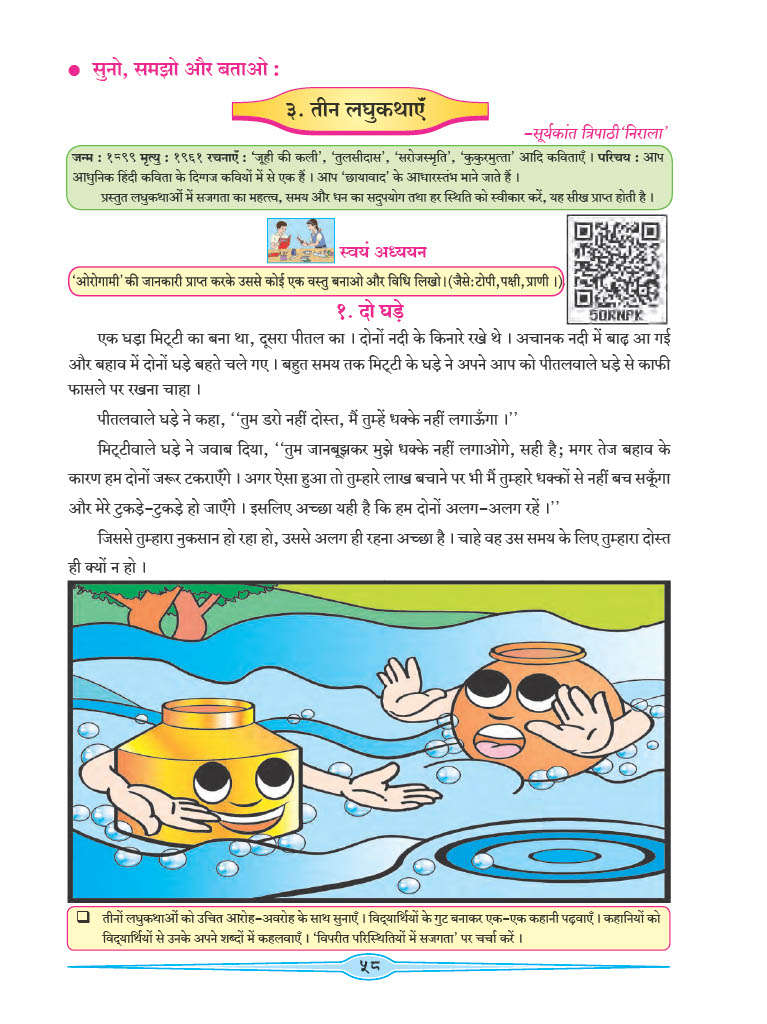 ● सुनो, समझो और बताओ :
३. तीन लघुकथाएँ
-सूर्यकांत त्रिपाठी ‘निराला’
जन्म : १८९९ मृत्यु : १९६१ रचनाएँ : ‘जूही की कली’, ‘तुलसीदास’, ‘सरोजस्मृति’, ‘कुकुरमुत्ता’ आदि कविताएँ । परिचय : आप
आधुनिक हिंदी कविता के दिग्गज कवियों में से एक हैं । आप ‘छायावाद’ के आधारस्तंभ माने जाते हैं ।
प्रस्तुत लघुकथाओं में सजगता का महत्त्व, समय और धन का सदुपयोग तथा हर स्थिति को स्वीकार करें, यह सीख प्राप्त होती है ।
स्वयं अध्ययन
‘ओरोगामी’ की जानकारी प्राप्त करके उससे कोई एक वस्तु बनाओ और विधि लिखो। (जैसे: टोपी, पक्षी, प्राणी ।)
5ORNPK
१. दो घड़े
एक घड़ा मिट्टी का बना था, दूसरा पीतल का । दोनों नदी के किनारे रखे थे । अचानक नदी में बाढ़ आ गई
और बहाव में दोनों घड़े बहते चले गए । बहुत समय तक मिट्टी के घड़े ने अपने आप को पीतलवाले घड़े से काफी
फासले पर रखना चाहा ।
पीतलवाले घड़े ने कहा, ‘‘तुम डरो नहीं दोस्त, मैं तुम्हें धक्के नहीं लगाऊँगा ।’’
मिट्टीवाले घड़े ने जवाब दिया, ‘‘तुम जानबूझकर मुझे धक्के नहीं लगाओगे, सही है; मगर तेज बहाव के
कारण हम दोनों जरूर टकराएँगे । अगर ऐसा हुआ तो तुम्हारे लाख बचाने पर भी मैं तुम्हारे धक्कों से नहीं बच सकूँगा
और मेरे टुकड़े-टुकड़े हो जाएँगे । इसलिए अच्छा यही है कि हम दोनों अलग-अलग रहें ।’’
जिससे तुम्हारा नुकसान हो रहा हो, उससे अलग ही रहना अच्छा है । चाहे वह उस समय के लिए तुम्हारा दोस्त
ही क्यों न हो ।
❑ तीनों लघुकथाओं को उचित आरोह-अवरोह के साथ सुनाएँ । विद्यार्थियों के गुट बनाकर एक-एक कहानी पढ़वाएँ । कहानियों को
विद्यार्थियों से उनके अपने शब्दों में कहलवाएँ । ‘विपरीत परिस्थितियों में सजगता’ पर चर्चा करें ।
५८